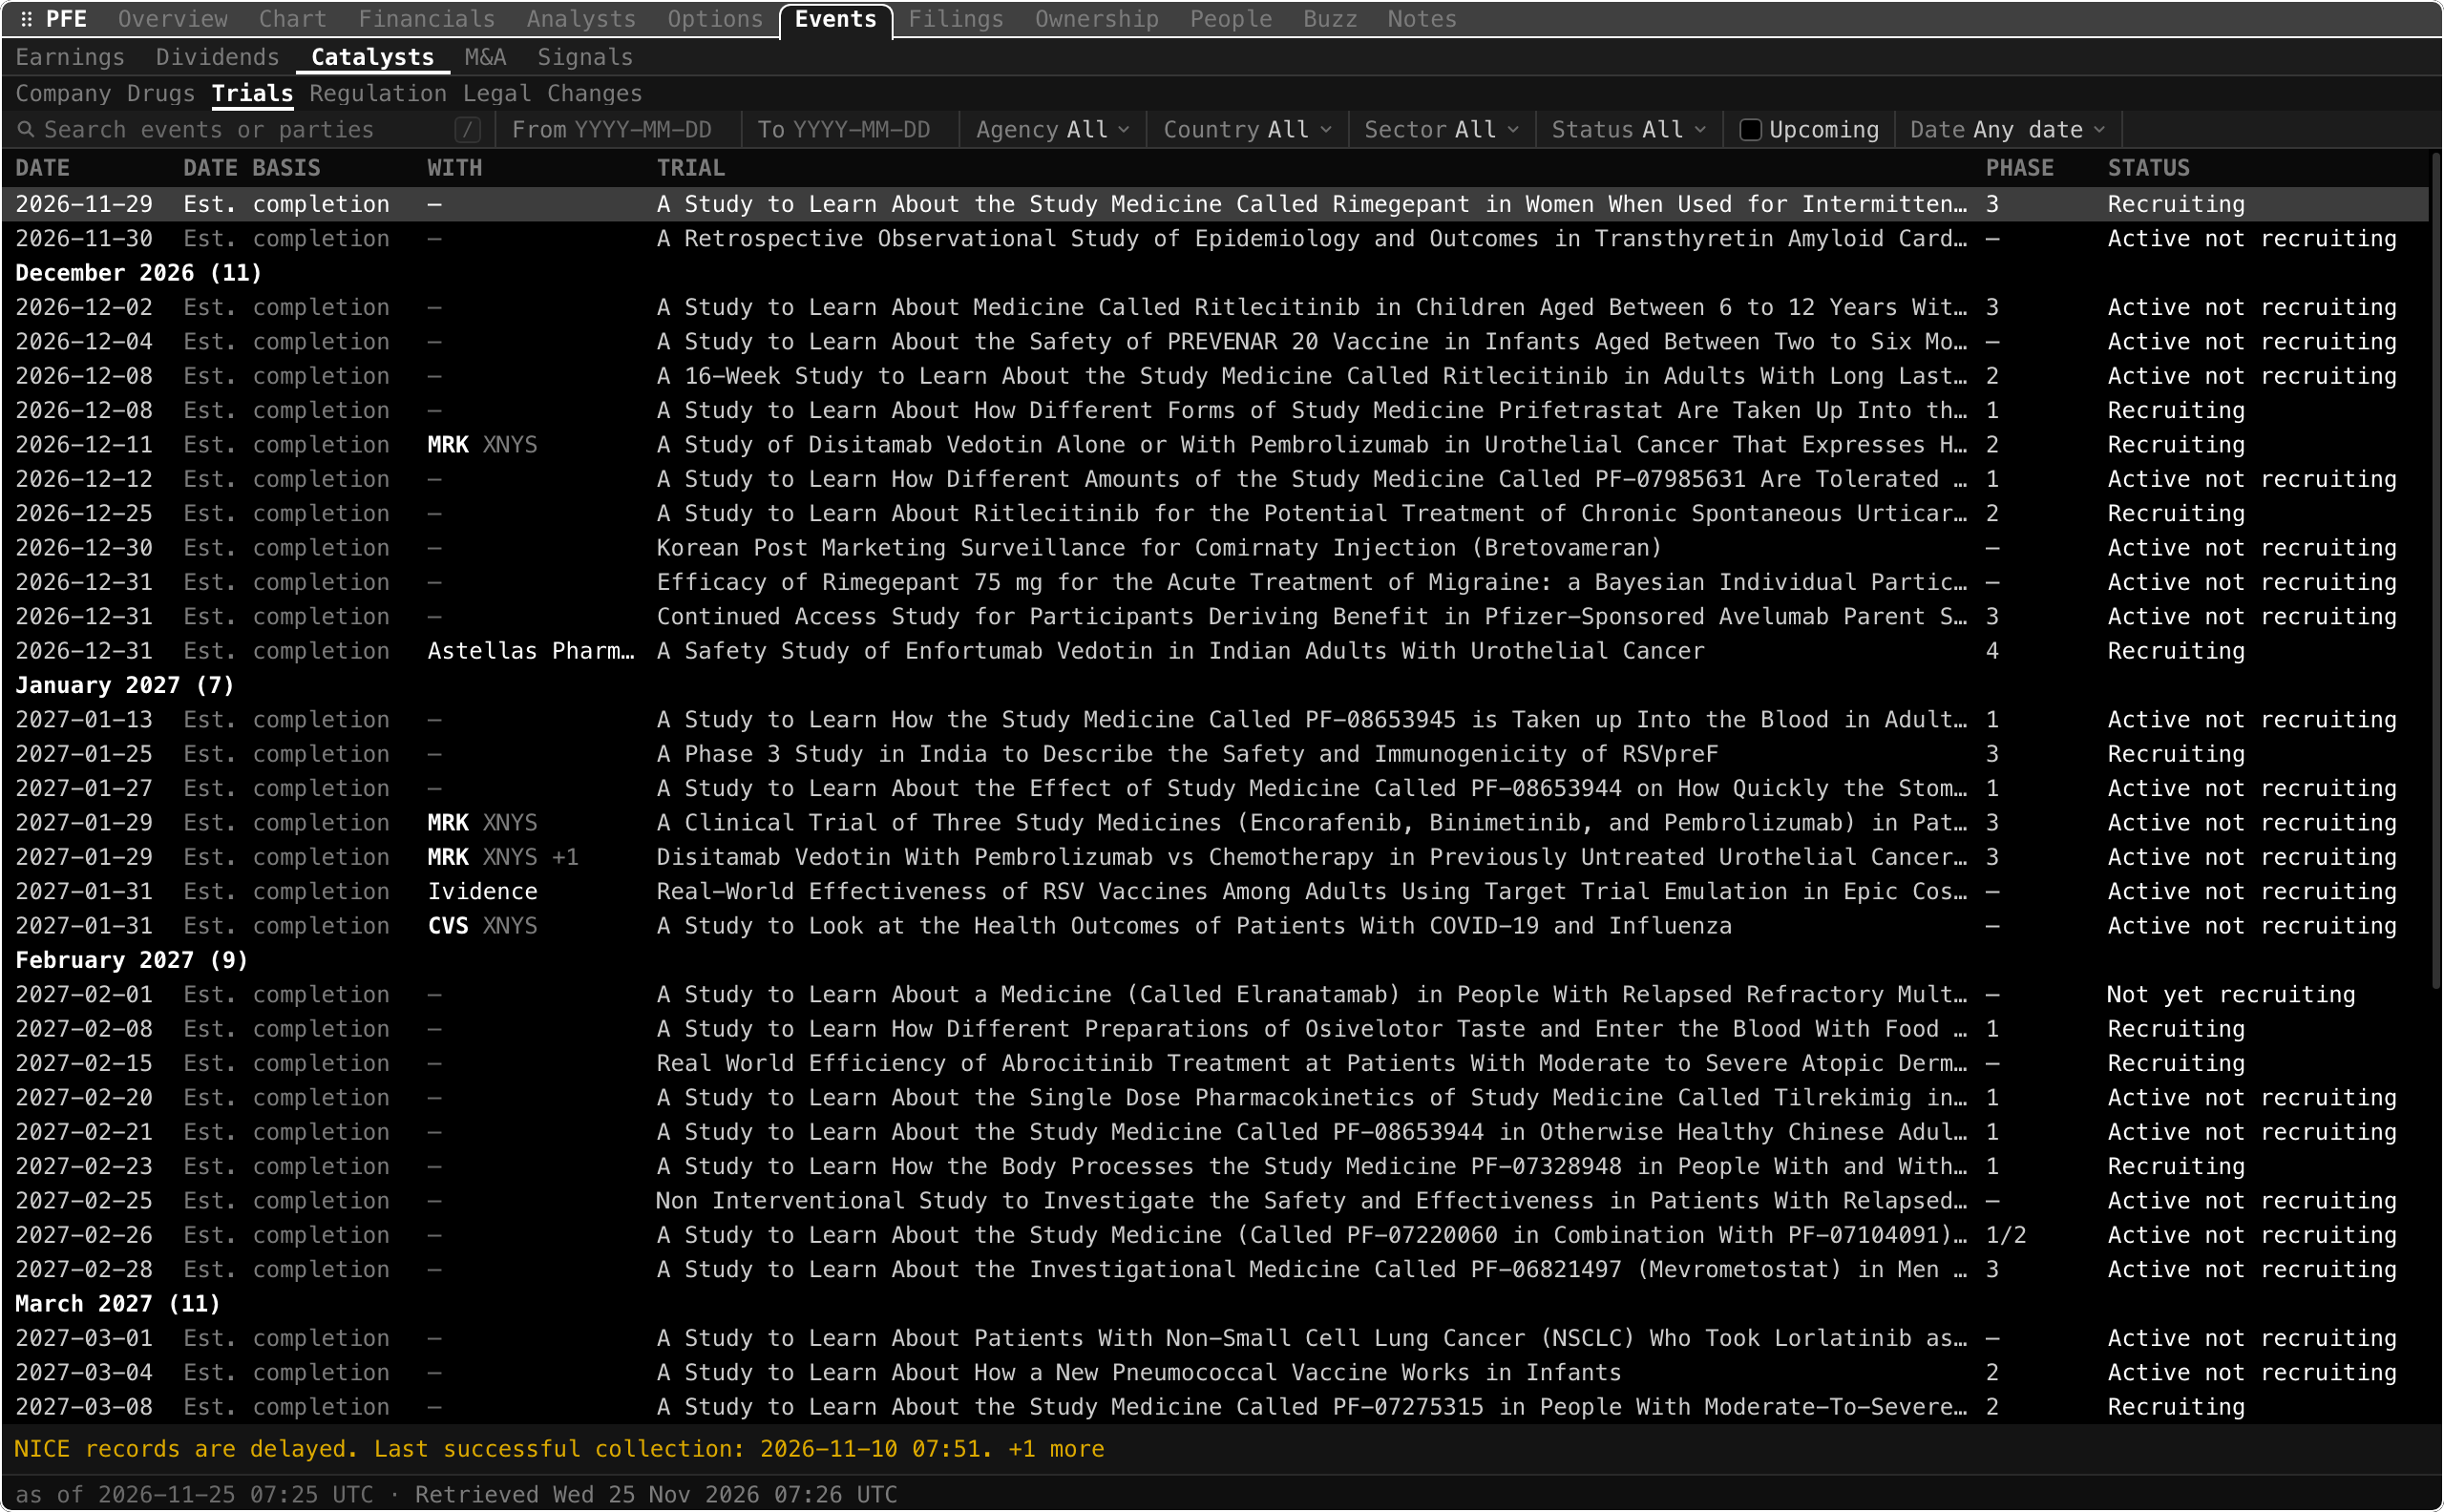 ⠿ PFE Overview Chart Financials Analysts Options Events Filings Ownership People Buzz Notes
Earnings Dividends Catalysts M&A Signals
Company Drugs Trials Regulation Legal Changes
Search events or parties / From YYYY-MM-DD To YYYY-MM-DD Agency All Country All Sector All Status All Upcoming Date Any date
DATE DATE BASIS WITH TRIAL PHASE STATUS
2026-11-29 Est. completion — A Study to Learn About the Study Medicine Called Rimegepant in Women When Used for Intermitten… 3 Recruiting
2026-11-30 Est. completion — A Retrospective Observational Study of Epidemiology and Outcomes in Transthyretin Amyloid Card… — Active not recruiting
December 2026 (11)
2026-12-02 Est. completion — A Study to Learn About Medicine Called Ritlecitinib in Children Aged Between 6 to 12 Years Wit… 3 Active not recruiting
2026-12-04 Est. completion — A Study to Learn About the Safety of PREVENAR 20 Vaccine in Infants Aged Between Two to Six Mo… — Active not recruiting
2026-12-08 Est. completion — A 16-Week Study to Learn About the Study Medicine Called Ritlecitinib in Adults With Long Last… 2 Active not recruiting
2026-12-08 Est. completion — A Study to Learn About How Different Forms of Study Medicine Prifetrastat Are Taken Up Into th… 1 Recruiting
2026-12-11 Est. completion MRK XNYS A Study of Disitamab Vedotin Alone or With Pembrolizumab in Urothelial Cancer That Expresses H… 2 Recruiting
2026-12-12 Est. completion — A Study to Learn How Different Amounts of the Study Medicine Called PF-07985631 Are Tolerated … 1 Active not recruiting
2026-12-25 Est. completion — A Study to Learn About Ritlecitinib for the Potential Treatment of Chronic Spontaneous Urticar… 2 Recruiting
2026-12-30 Est. completion — Korean Post Marketing Surveillance for Comirnaty Injection (Bretovameran) — Active not recruiting
2026-12-31 Est. completion — Efficacy of Rimegepant 75 mg for the Acute Treatment of Migraine: a Bayesian Individual Partic… — Active not recruiting
2026-12-31 Est. completion — Continued Access Study for Participants Deriving Benefit in Pfizer-Sponsored Avelumab Parent S… 3 Active not recruiting
2026-12-31 Est. completion Astellas Pharm… A Safety Study of Enfortumab Vedotin in Indian Adults With Urothelial Cancer 4 Recruiting
January 2027 (7)
2027-01-13 Est. completion — A Study to Learn How the Study Medicine Called PF-08653945 is Taken up Into the Blood in Adult… 1 Active not recruiting
2027-01-25 Est. completion — A Phase 3 Study in India to Describe the Safety and Immunogenicity of RSVpreF 3 Recruiting
2027-01-27 Est. completion — A Study to Learn About the Effect of Study Medicine Called PF-08653944 on How Quickly the Stom… 1 Active not recruiting
2027-01-29 Est. completion MRK XNYS A Clinical Trial of Three Study Medicines (Encorafenib, Binimetinib, and Pembrolizumab) in Pat… 3 Active not recruiting
2027-01-29 Est. completion MRK XNYS +1 Disitamab Vedotin With Pembrolizumab vs Chemotherapy in Previously Untreated Urothelial Cancer… 3 Active not recruiting
2027-01-31 Est. completion Ividence Real-World Effectiveness of RSV Vaccines Among Adults Using Target Trial Emulation in Epic Cos… — Active not recruiting
2027-01-31 Est. completion CVS XNYS A Study to Look at the Health Outcomes of Patients With COVID-19 and Influenza — Active not recruiting
February 2027 (9)
2027-02-01 Est. completion — A Study to Learn About a Medicine (Called Elranatamab) in People With Relapsed Refractory Mult… — Not yet recruiting
2027-02-08 Est. completion — A Study to Learn How Different Preparations of Osivelotor Taste and Enter the Blood With Food … 1 Recruiting
2027-02-15 Est. completion — Real World Efficiency of Abrocitinib Treatment at Patients With Moderate to Severe Atopic Derm… — Recruiting
2027-02-20 Est. completion — A Study to Learn About the Single Dose Pharmacokinetics of Study Medicine Called Tilrekimig in… 1 Active not recruiting
2027-02-21 Est. completion — A Study to Learn About the Study Medicine Called PF-08653944 in Otherwise Healthy Chinese Adul… 1 Active not recruiting
2027-02-23 Est. completion — A Study to Learn How the Body Processes the Study Medicine PF-07328948 in People With and With… 1 Recruiting
2027-02-25 Est. completion — Non Interventional Study to Investigate the Safety and Effectiveness in Patients With Relapsed… — Active not recruiting
2027-02-26 Est. completion — A Study to Learn About the Study Medicine (Called PF-07220060 in Combination With PF-07104091)… 1/2 Active not recruiting
2027-02-28 Est. completion — A Study to Learn About the Investigational Medicine Called PF-06821497 (Mevrometostat) in Men … 3 Active not recruiting
March 2027 (11)
2027-03-01 Est. completion — A Study to Learn About Patients With Non-Small Cell Lung Cancer (NSCLC) Who Took Lorlatinib as… — Active not recruiting
2027-03-04 Est. completion — A Study to Learn About How a New Pneumococcal Vaccine Works in Infants 2 Active not recruiting
2027-03-08 Est. completion — A Study to Learn About the Study Medicine Called PF-07275315 in People With Moderate-To-Severe… 2 Recruiting
NICE records are delayed. Last successful collection: 2026-11-10 07:51. +1 more
as of 2026-11-25 07:25 UTC · Retrieved Wed 25 Nov 2026 07:26 UTC